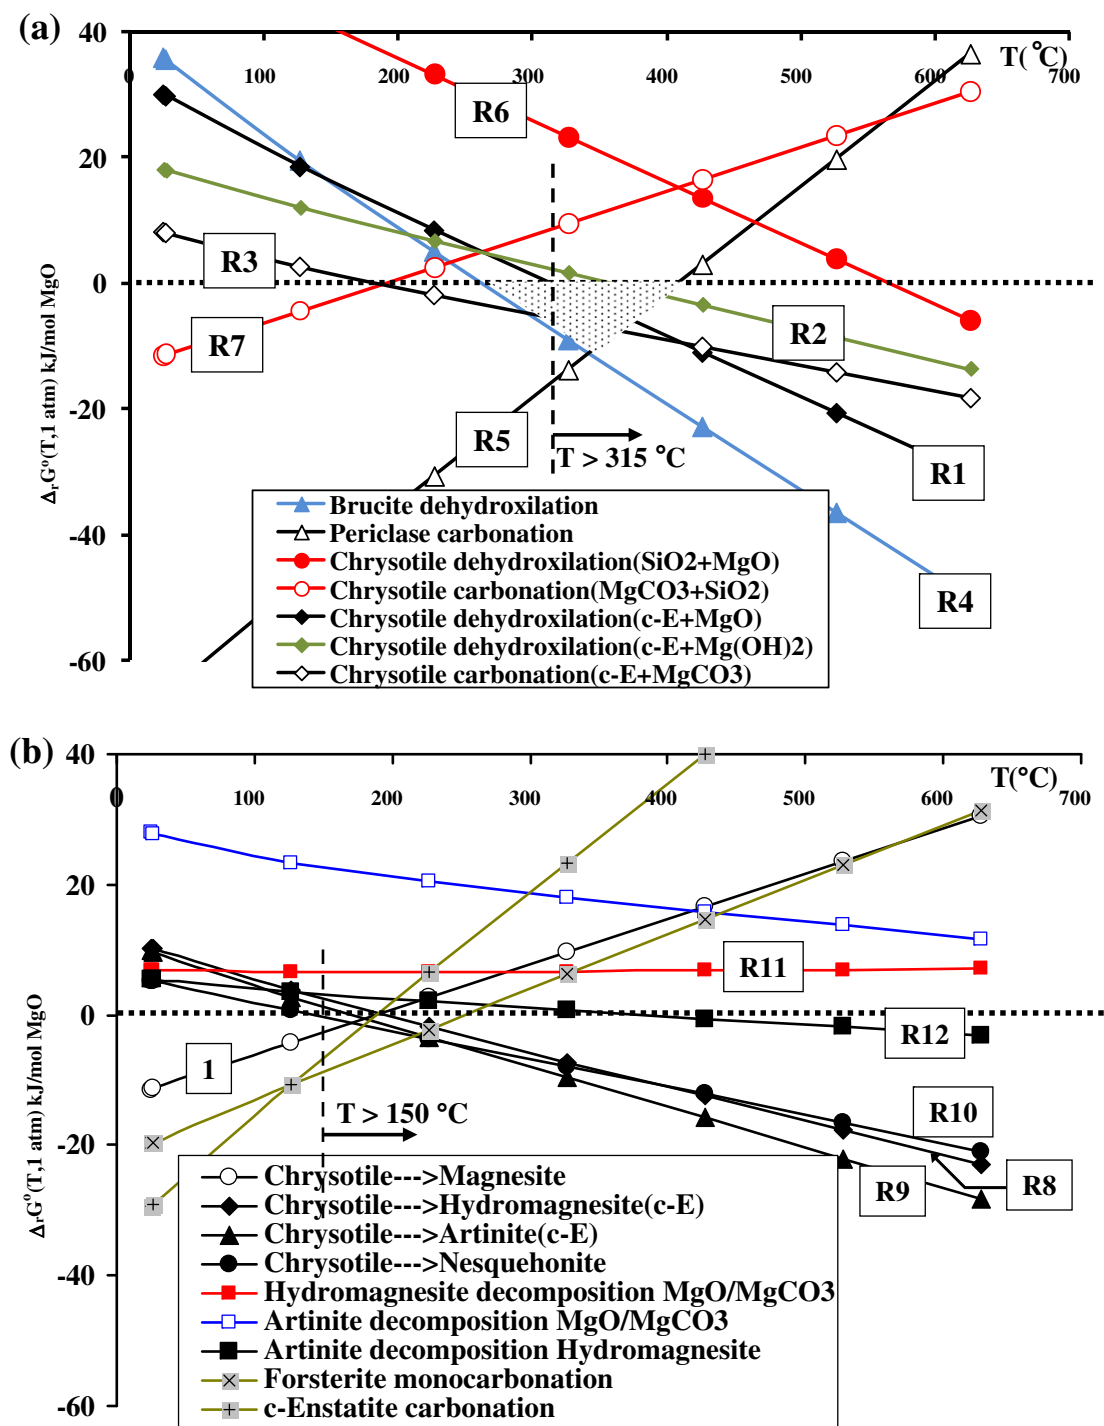 (a)
40
20
0
-20
-40
-60
0
100
200
300
400
500
600
700
T(°C)
ΔrG°(T,1 atm) kJ/mol MgO
R6
R3
R7
R2
R5
R1
R4
T > 315 °C
Brucite dehydroxilation
Periclase carbonation
Chrysotile dehydroxilation(SiO2+MgO)
Chrysotile carbonation(MgCO3+SiO2)
Chrysotile dehydroxilation(c-E+MgO)
Chrysotile dehydroxilation(c-E+Mg(OH)2)
Chrysotile carbonation(c-E+MgCO3)
(b)
40
20
0
-20
-40
-60
0
100
200
300
400
500
600
700
T(°C)
ΔrG°(T,1 atm) kJ/mol MgO
R11
R12
1
R10
T > 150 °C
R9
R8
Chrysotile--->Magnesite
Chrysotile--->Hydromagnesite(c-E)
Chrysotile--->Artinite(c-E)
Chrysotile--->Nesquehonite
Hydromagnesite decomposition MgO/MgCO3
Artinite decomposition MgO/MgCO3
Artinite decomposition Hydromagnesite
Forsterite monocarbonation
c-Enstatite carbonation